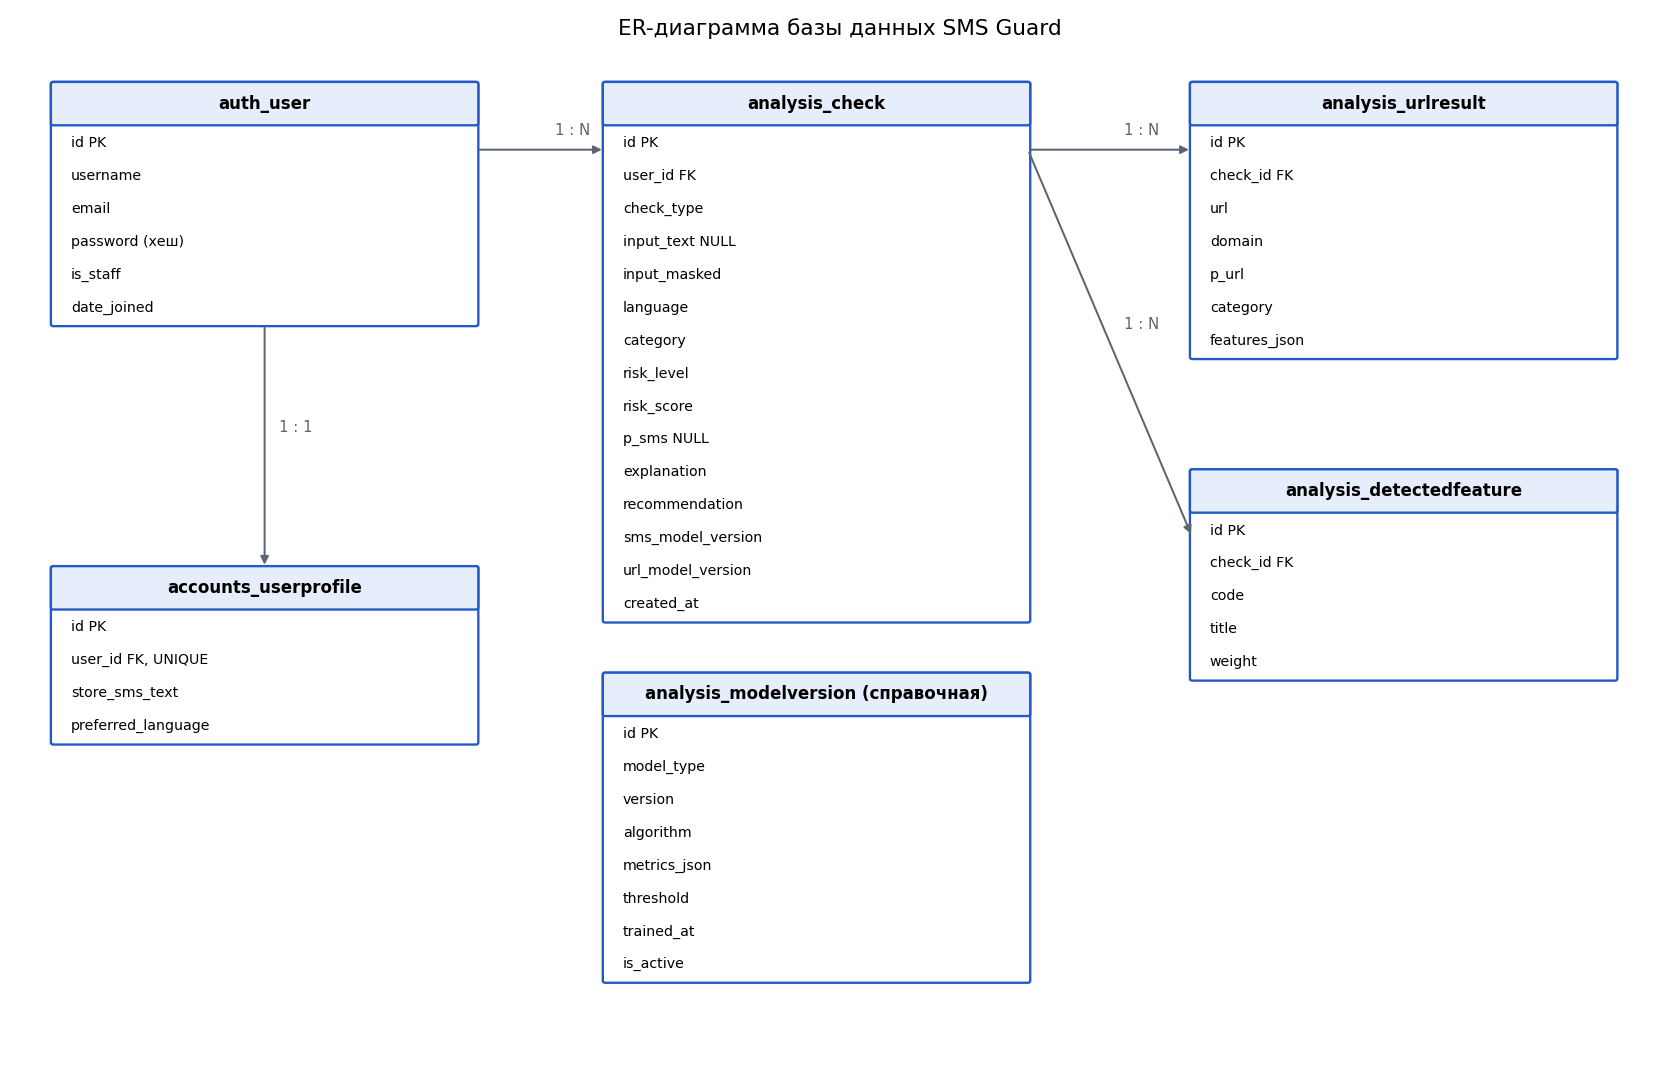 ER-диаграмма базы данных SMS Guard
auth_user
id PK
username
email
password (хеш)
is_staff
date_joined
1 : N
1 : 1
accounts_userprofile
id PK
user_id FK, UNIQUE
store_sms_text
preferred_language
analysis_check
id PK
user_id FK
check_type
input_text NULL
input_masked
language
category
risk_level
risk_score
p_sms NULL
explanation
recommendation
sms_model_version
url_model_version
created_at
analysis_modelversion (справочная)
id PK
model_type
version
algorithm
metrics_json
threshold
trained_at
is_active
1 : N
1 : N
analysis_urlresult
id PK
check_id FK
url
domain
p_url
category
features_json
analysis_detectedfeature
id PK
check_id FK
code
title
weight